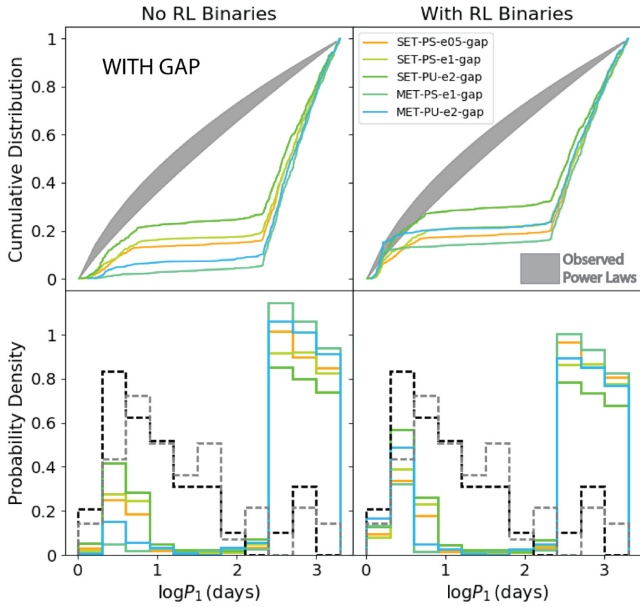 No RL Binaries
With RL Binaries
Cumulative Distribution
1
0.8
0.6
0.4
0.2
0
WITH GAP
SET-PS-e05-gap
SET-PS-e1-gap
SET-PU-e2-gap
MET-PS-e1-gap
MET-PU-e2-gap
Observed
Power Laws
Probability Density
1
0.8
0.6
0.4
0.2
0
0 1 2 3
0 1 2 3
logP₁ (days)
logP₁ (days)